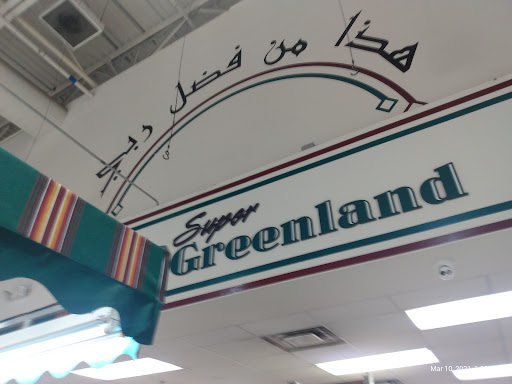 هذا من فضل ربي
Super
Greenland